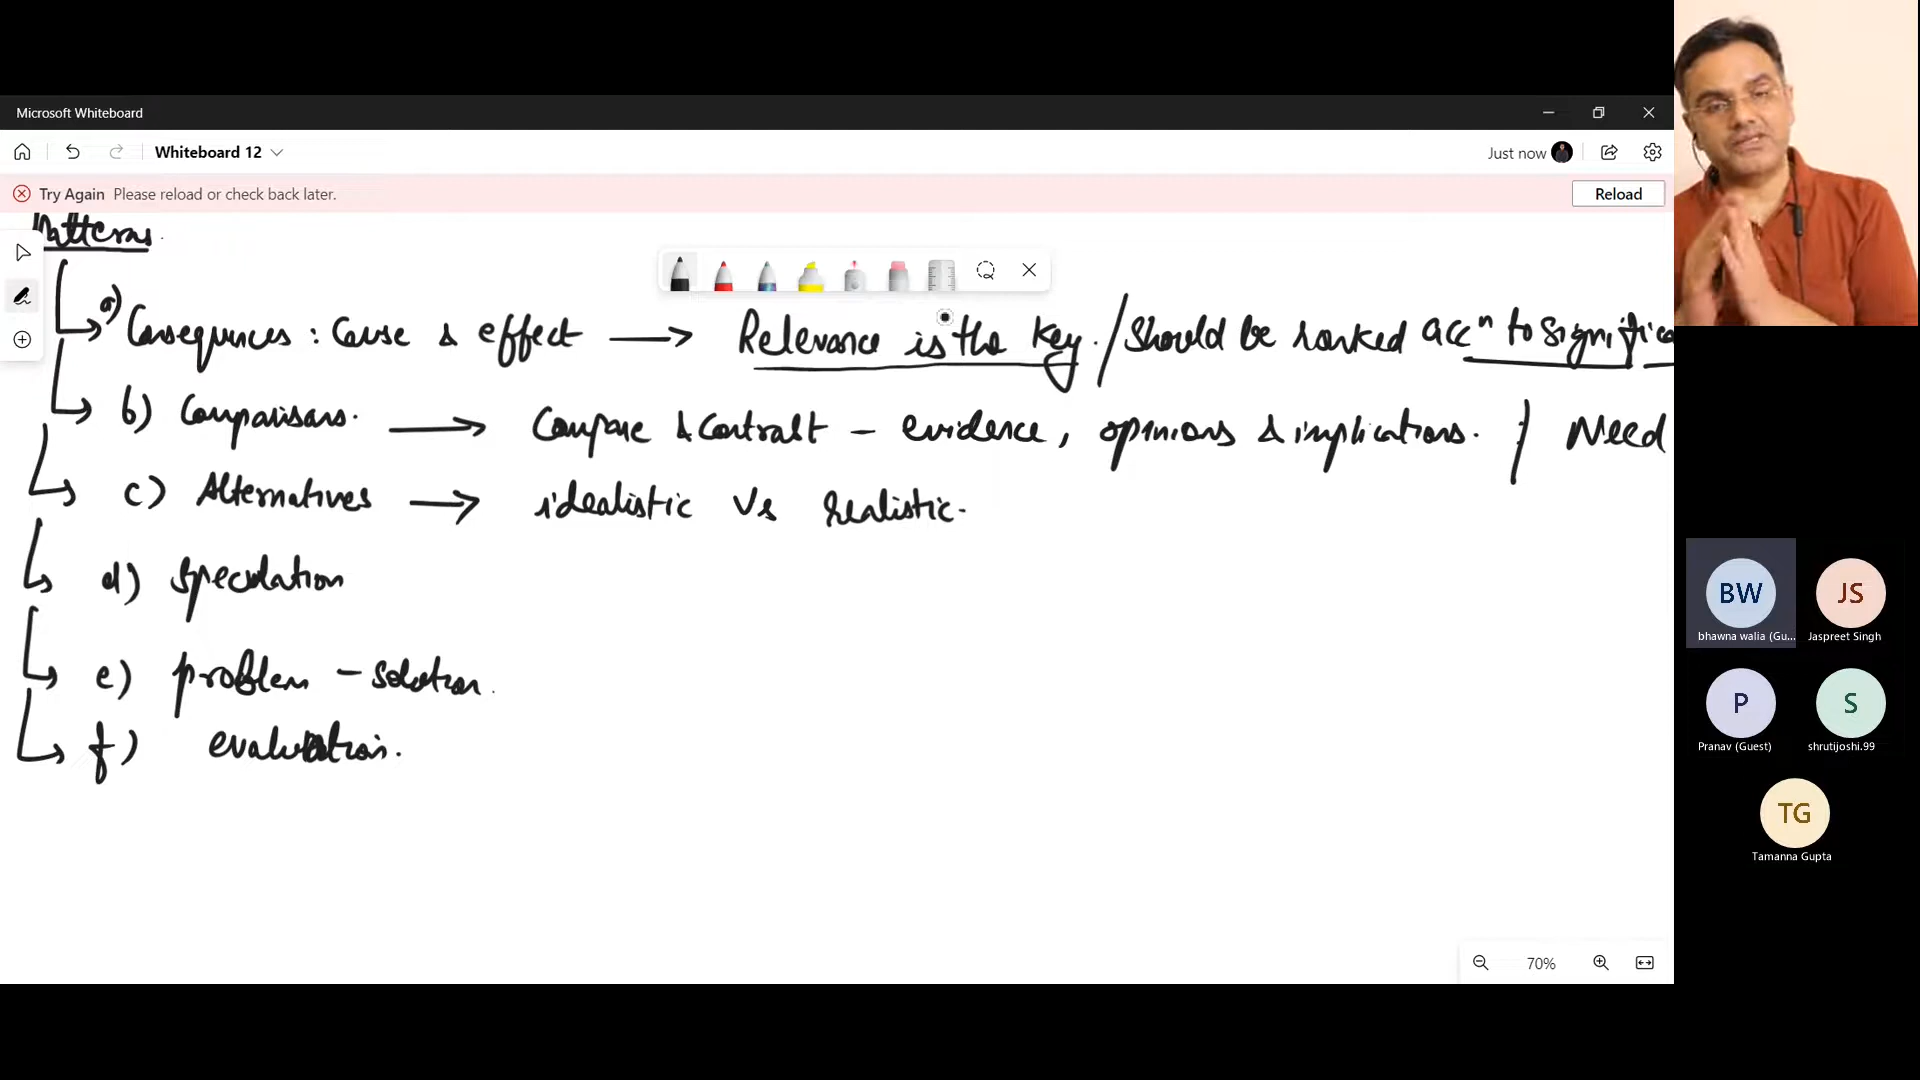 Microsoft Whiteboard
Whiteboard 12
Just now
Try Again Please reload or check back later.
Reload
Patterns.
a) Consequences : Cause & effect → Relevance is the key. / Should be ranked accⁿ to significa
b) Comparisons. → Compare & Contrast – evidence, opinions & implications. / Need
c) Alternatives → idealistic Vs realistic.
d) Speculation
e) problem – solution.
f) evaluation.
70%
BW
JS
bhawna walia (Gu...
Jaspreet Singh
P
S
Pranav (Guest)
shrutijoshi.99
TG
Tamanna Gupta